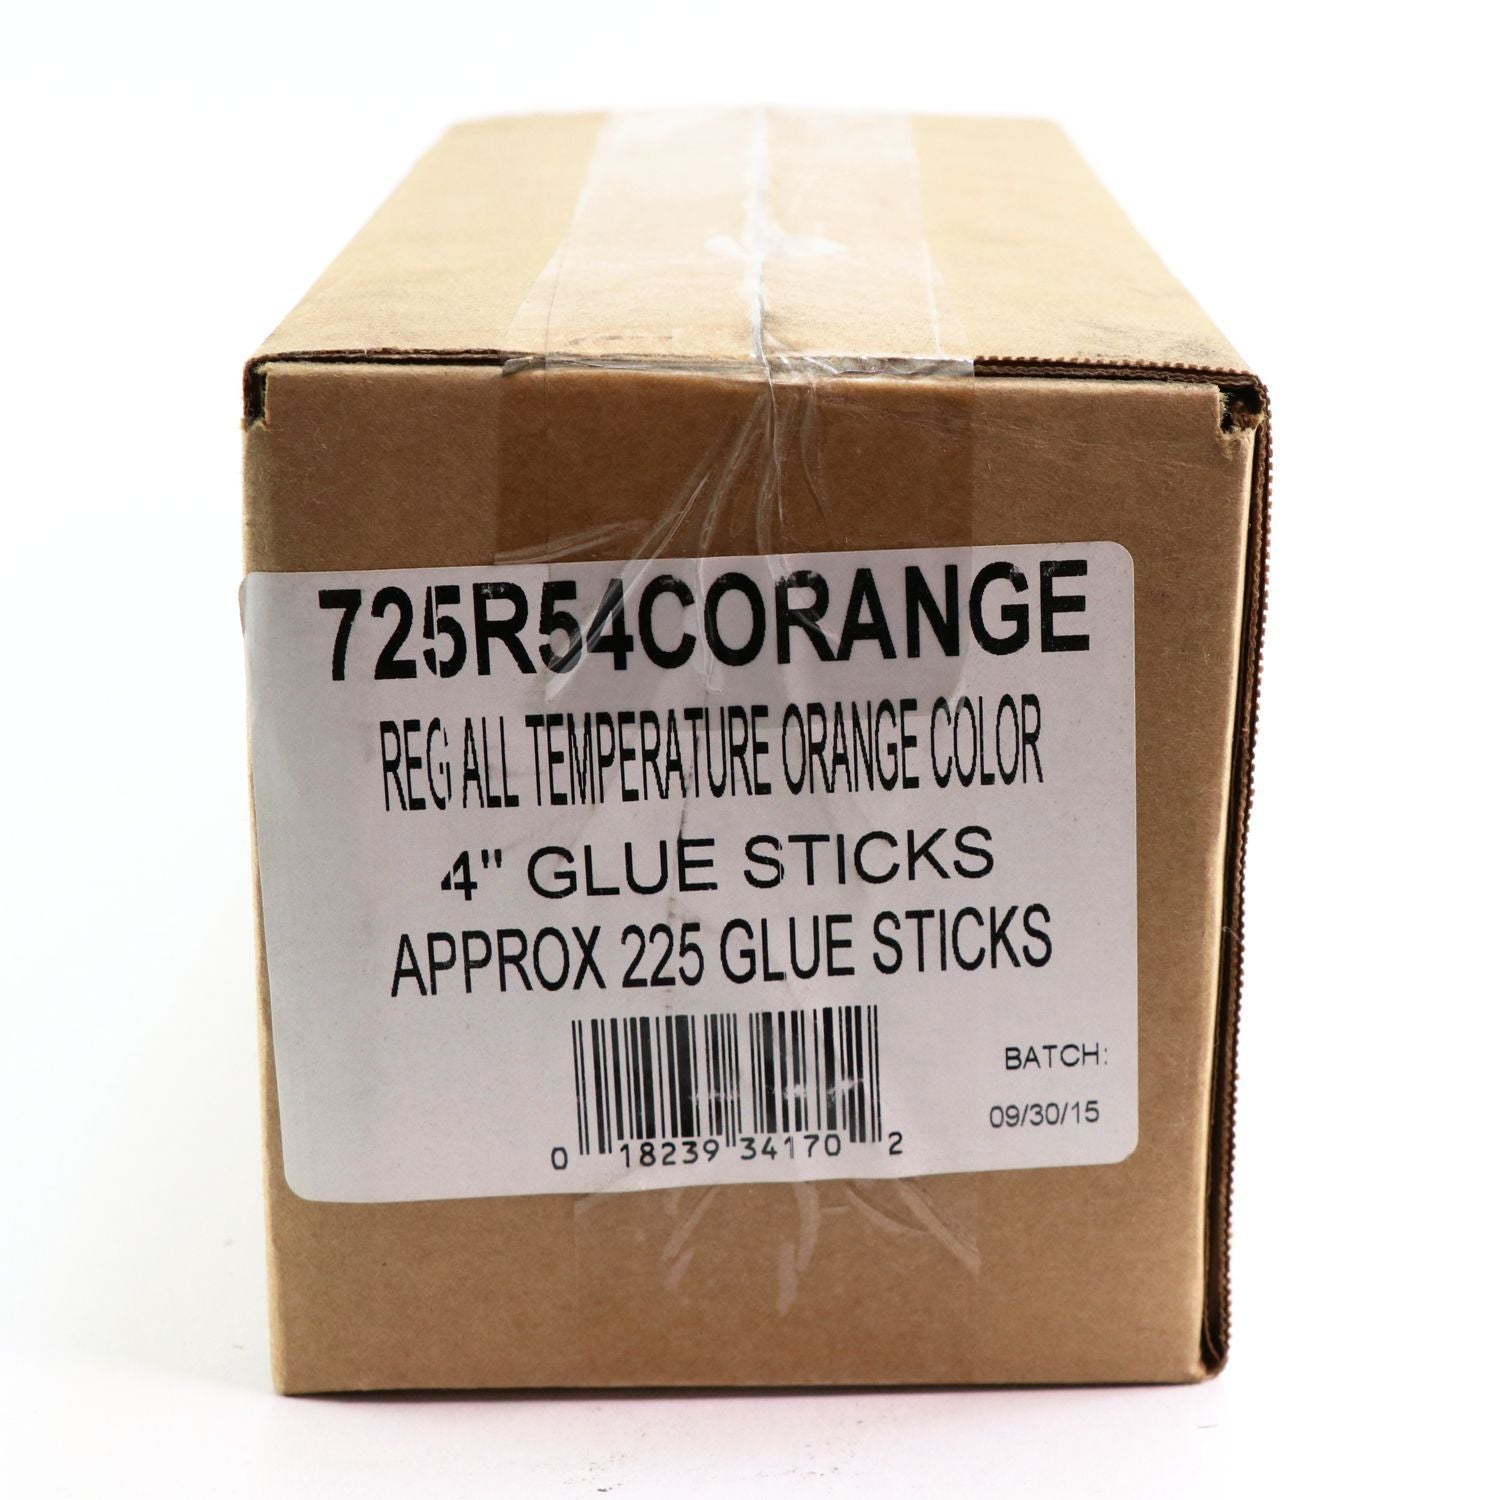 725R54CORANGE
REG ALL TEMPERATURE ORANGE COLOR
4" GLUE STICKS
APPROX 225 GLUE STICKS
BATCH:
09/30/15
0 18239 34170 2